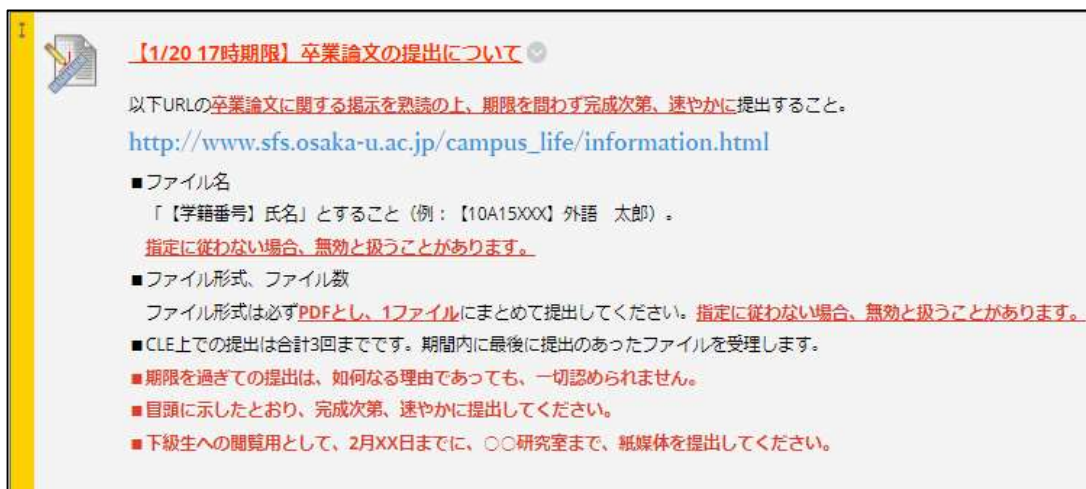 【1/20 17時期限】卒業論文の提出について
以下URLの卒業論文に関する掲示を熟読の上、期限を問わず完成次第、速やかに提出すること。
http://www.sfs.osaka-u.ac.jp/campus_life/information.html
■ファイル名
「【学籍番号】氏名」とすること（例：【10A15XXX】外語　太郎）。
指定に従わない場合、無効と扱うことがあります。
■ファイル形式、ファイル数
ファイル形式は必ずPDFとし、1ファイルにまとめて提出してください。指定に従わない場合、無効と扱うことがあります。
■CLE上での提出は合計3回までです。期間内に最後に提出のあったファイルを受理します。
■期限を過ぎての提出は、如何なる理由であっても、一切認められません。
■冒頭に示したとおり、完成次第、速やかに提出してください。
■下級生への閲覧用として、2月XX日までに、○○研究室まで、紙媒体を提出してください。